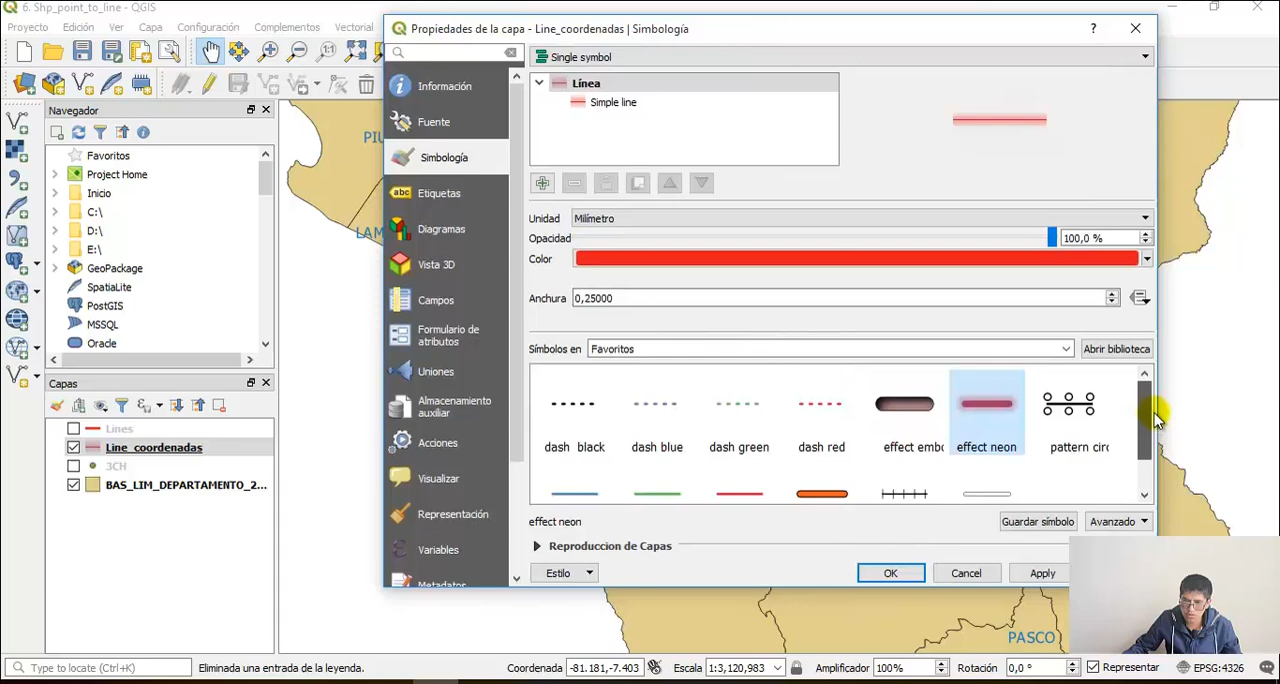 6. Shp_point_to_line - QGIS
Proyecto Edición Ver Capa Configuración Complementos Vectorial
Propiedades de la capa - Line_coordenadas | Simbología
?
Single symbol
Información
Fuente
Simbología
abc Etiquetas
Diagramas
Vista 3D
Campos
Formulario de
atributos
Uniones
Almacenamiento
auxiliar
Acciones
Visualizar
Representación
Variables
Metadatos
Línea
Simple line
Unidad Milímetro
Opacidad 100,0 %
Color
Anchura 0,25000
Símbolos en Favoritos Abrir biblioteca
dash black dash blue dash green dash red effect embo effect neon pattern circ
effect neon Guardar símbolo Avanzado
Reproduccion de Capas
Estilo OK Cancel Apply
Navegador
Favoritos
Project Home
Inicio
C:\
D:\
E:\
GeoPackage
SpatiaLite
PostGIS
MSSQL
Oracle
Capas
Lines
Line_coordenadas
3CH
BAS_LIM_DEPARTAMENTO_2...
PIU
LAM
PASCO
Type to locate (Ctrl+K) Eliminada una entrada de la leyenda. Coordenada -81.181,-7.403 Escala 1:3,120,983 Amplificador 100% Rotación 0,0 ° Representar EPSG:4326